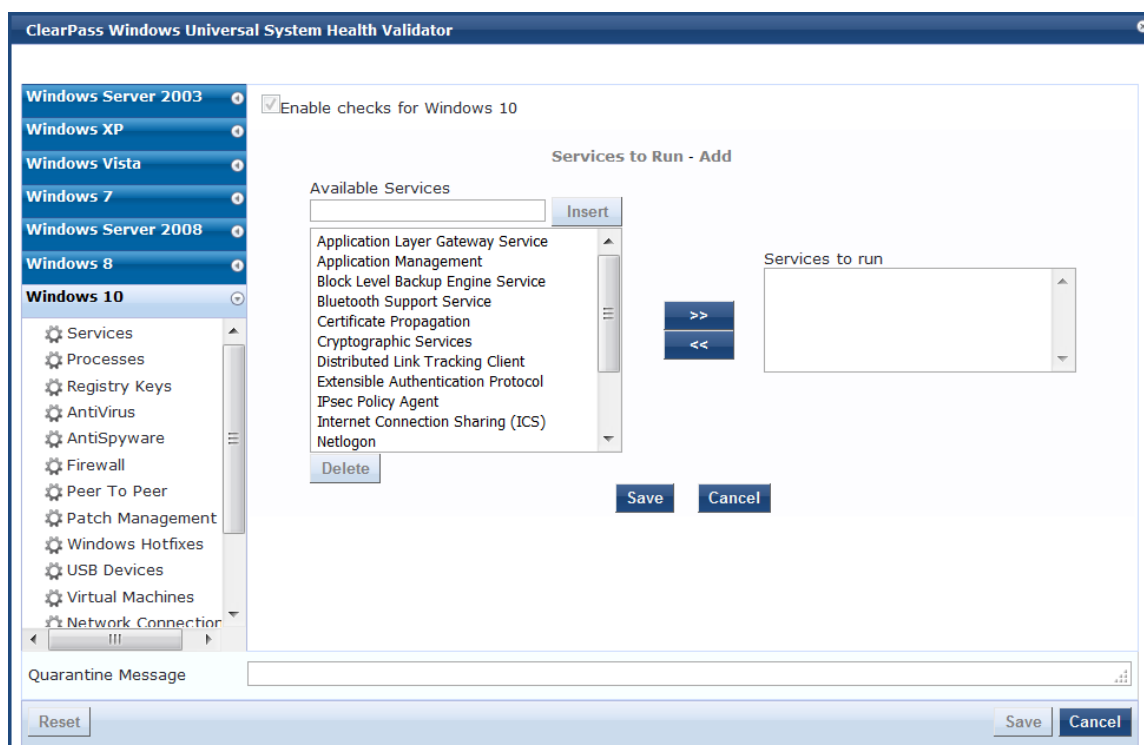 ClearPass Windows Universal System Health Validator
Windows Server 2003
Windows XP
Windows Vista
Windows 7
Windows Server 2008
Windows 8
Windows 10
Services
Processes
Registry Keys
AntiVirus
AntiSpyware
Firewall
Peer To Peer
Patch Management
Windows Hotfixes
USB Devices
Virtual Machines
Network Connection
Enable checks for Windows 10
Services to Run - Add
Available Services
Insert
Application Layer Gateway Service
Application Management
Block Level Backup Engine Service
Bluetooth Support Service
Certificate Propagation
Cryptographic Services
Distributed Link Tracking Client
Extensible Authentication Protocol
IPsec Policy Agent
Internet Connection Sharing (ICS)
Netlogon
Delete
>>
<<
Services to run
Save
Cancel
Quarantine Message
Reset
Save
Cancel